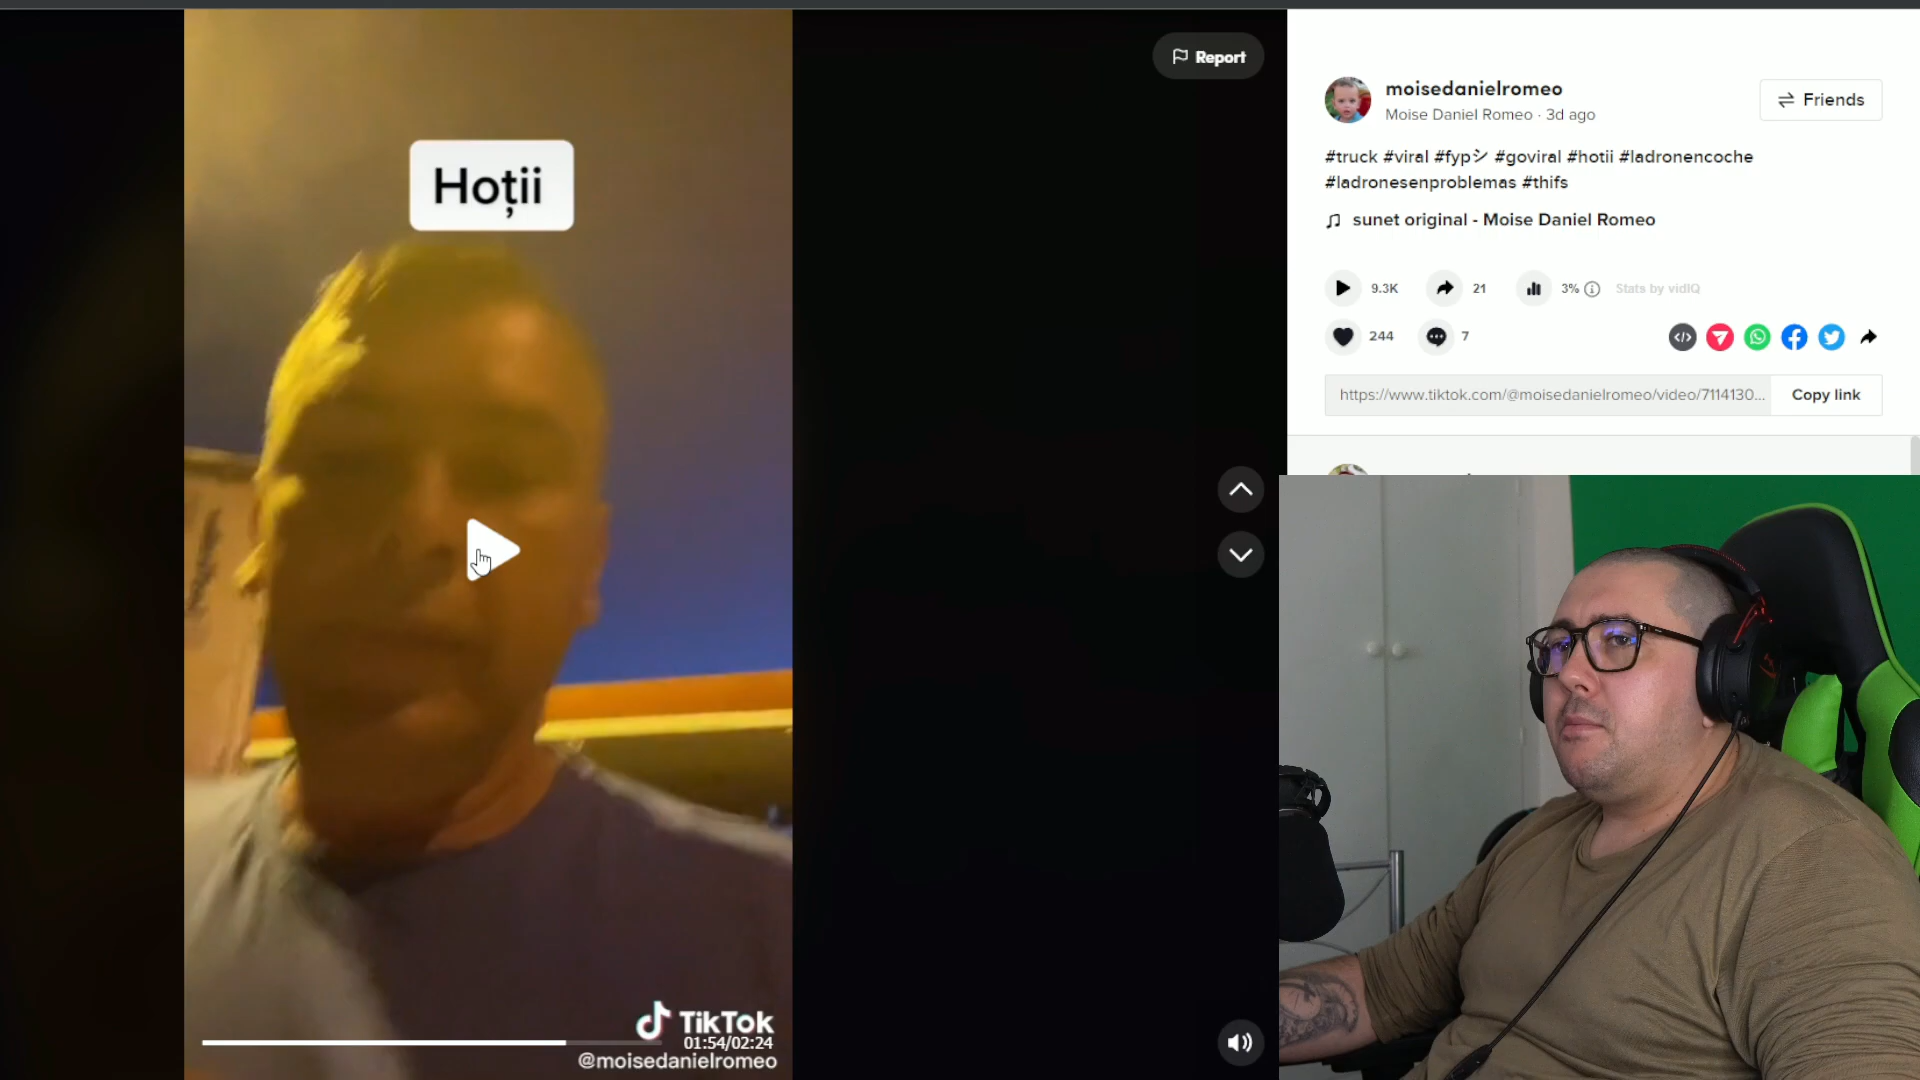 Hoții
Report
moisedanielromeo
Moise Daniel Romeo · 3d ago
Friends
#truck #viral #fypシ #goviral #hotii #ladronencoche
#ladronesenproblemas #thifs
sunet original - Moise Daniel Romeo
9.3K
21
3%
Stats by vidIQ
244
7
https://www.tiktok.com/@moisedanielromeo/video/7114130...
Copy link
TikTok
01:54/02:24
@moisedanielromeo